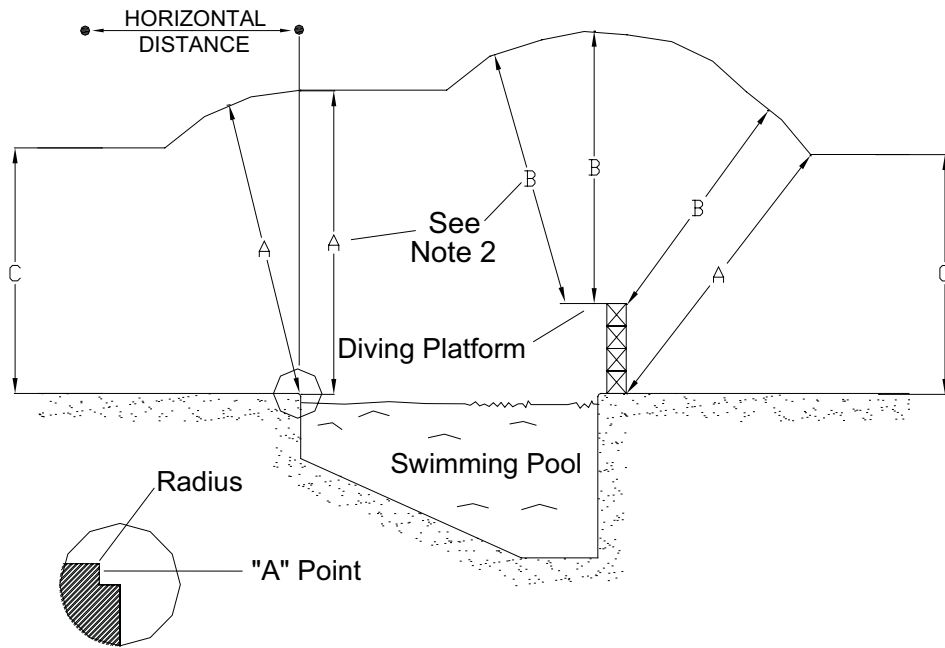 HORIZONTAL
DISTANCE
B
B
B
See
Note 2
A
A
A
C
C
Diving Platform
Swimming Pool
Radius
"A" Point